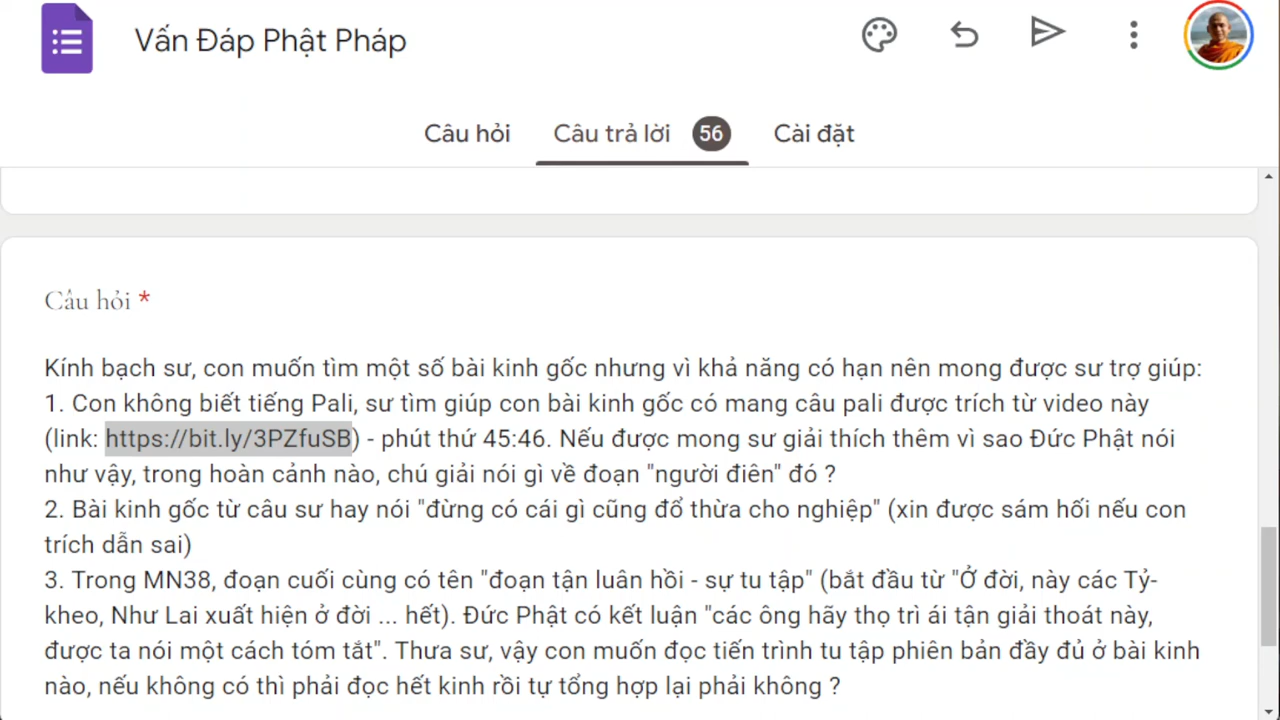 Vấn Đáp Phật Pháp
Câu hỏi
Câu trả lời 56
Cài đặt
Câu hỏi *
Kính bạch sư, con muốn tìm một số bài kinh gốc nhưng vì khả năng có hạn nên mong được sư trợ giúp:
1. Con không biết tiếng Pali, sư tìm giúp con bài kinh gốc có mang câu pali được trích từ video này
(link: https://bit.ly/3PZfuSB) - phút thứ 45:46. Nếu được mong sư giải thích thêm vì sao Đức Phật nói
như vậy, trong hoàn cảnh nào, chú giải nói gì về đoạn "người điên" đó ?
2. Bài kinh gốc từ câu sư hay nói "đừng có cái gì cũng đổ thừa cho nghiệp" (xin được sám hối nếu con
trích dẫn sai)
3. Trong MN38, đoạn cuối cùng có tên "đoạn tận luân hồi - sự tu tập" (bắt đầu từ "Ở đời, này các Tỷ-
kheo, Như Lai xuất hiện ở đời ... hết). Đức Phật có kết luận "các ông hãy thọ trì ái tận giải thoát này,
được ta nói một cách tóm tắt". Thưa sư, vậy con muốn đọc tiến trình tu tập phiên bản đầy đủ ở bài kinh
nào, nếu không có thì phải đọc hết kinh rồi tự tổng hợp lại phải không ?